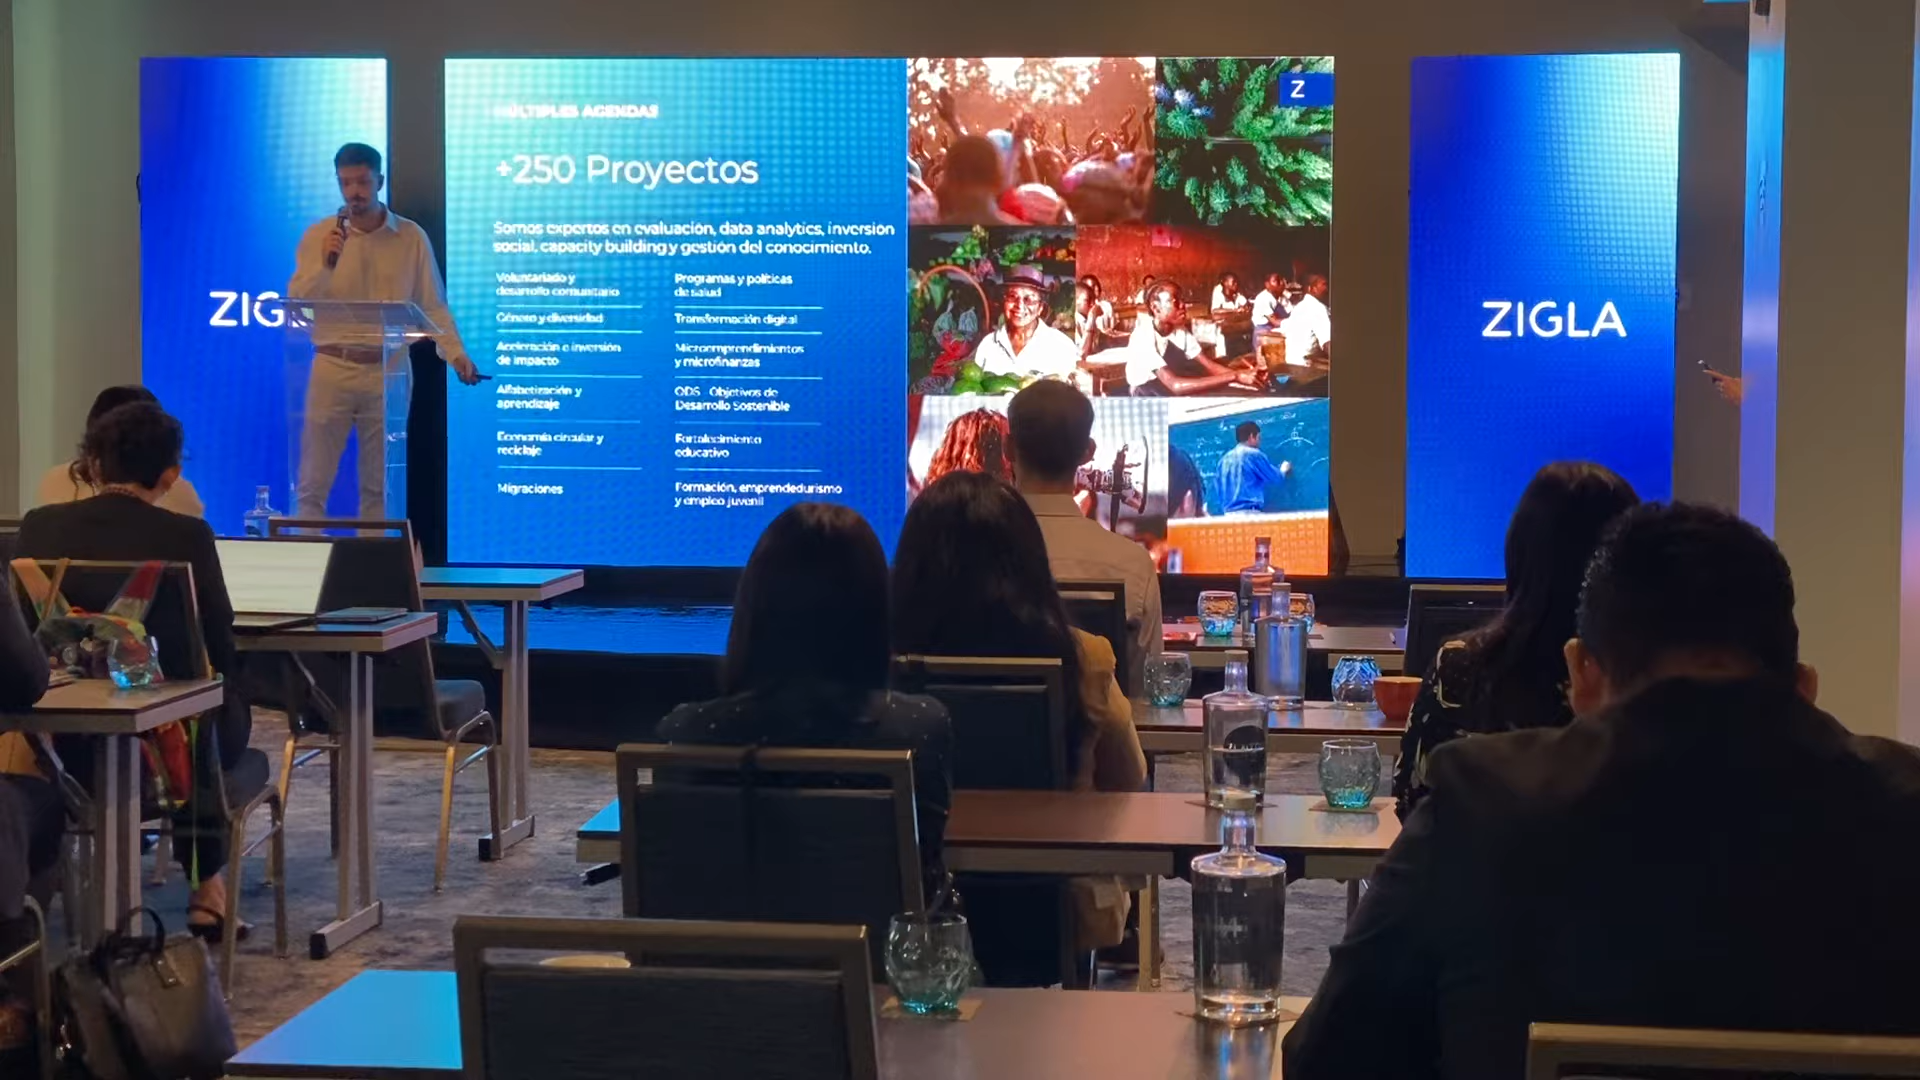 MÚLTIPLES AGENDAS
Z
+250 Proyectos
Somos expertos en evaluación, data analytics, inversión
social, capacity building y gestión del conocimiento.
Voluntariado y
desarrollo comunitario
Género y diversidad
Aceleración e inversión
de impacto
Alfabetización y
aprendizaje
Economía circular y
reciclaje
Migraciones
Programas y políticas
de salud
Transformación digital
Microemprendimientos
y microfinanzas
ODS - Objetivos de
Desarrollo Sostenible
Fortalecimiento
educativo
Formación, emprendedurismo
y empleo juvenil
ZIG
ZIGLA